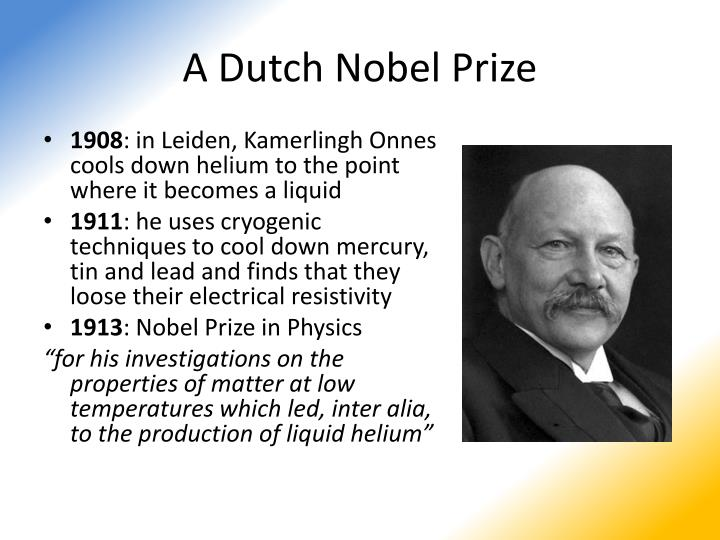 A Dutch Nobel Prize
• 1908: in Leiden, Kamerlingh Onnes
cools down helium to the point
where it becomes a liquid
• 1911: he uses cryogenic
techniques to cool down mercury,
tin and lead and finds that they
loose their electrical resistivity
• 1913: Nobel Prize in Physics
“for his investigations on the
properties of matter at low
temperatures which led, inter alia,
to the production of liquid helium”